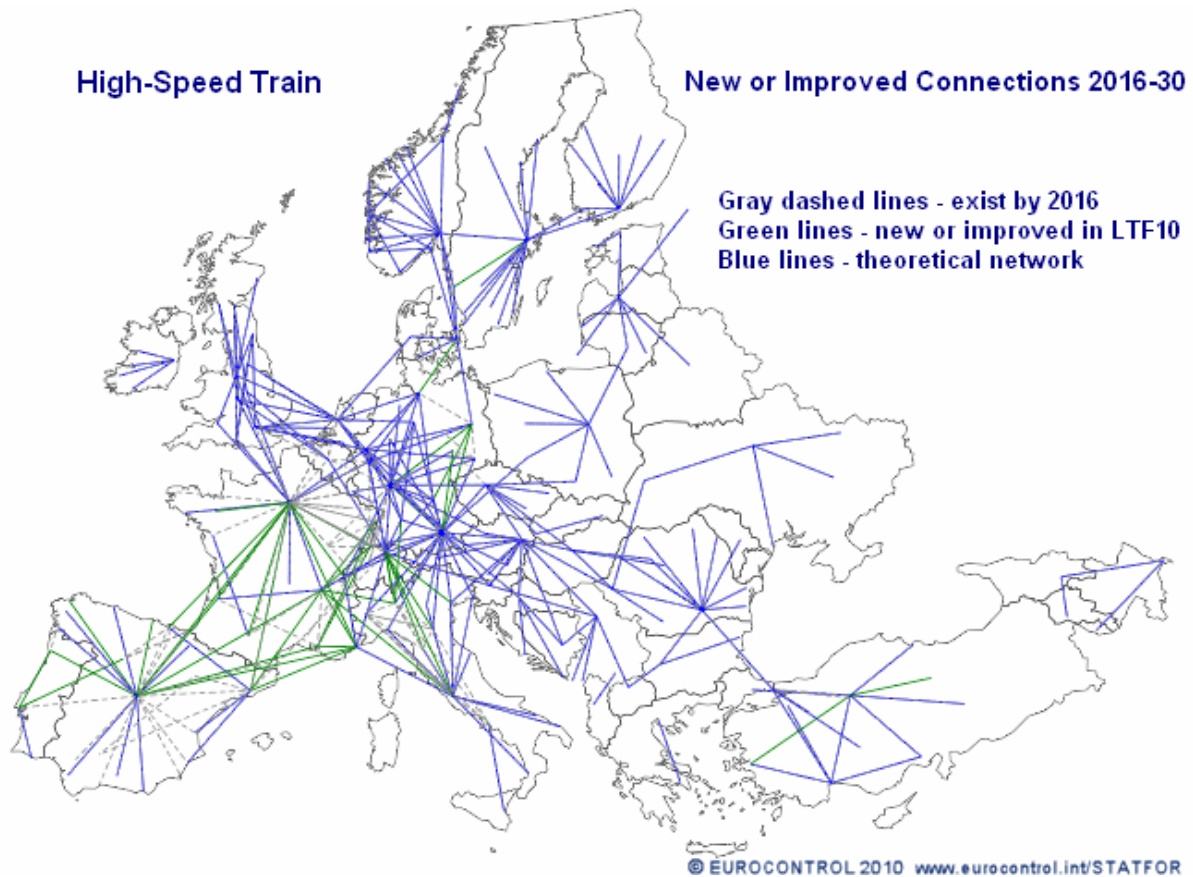 High-Speed Train
New or Improved Connections 2016-30
Gray dashed lines - exist by 2016
Green lines - new or improved in LTF10
Blue lines - theoretical network
© EUROCONTROL 2010 www.eurocontrol.int/STATFOR